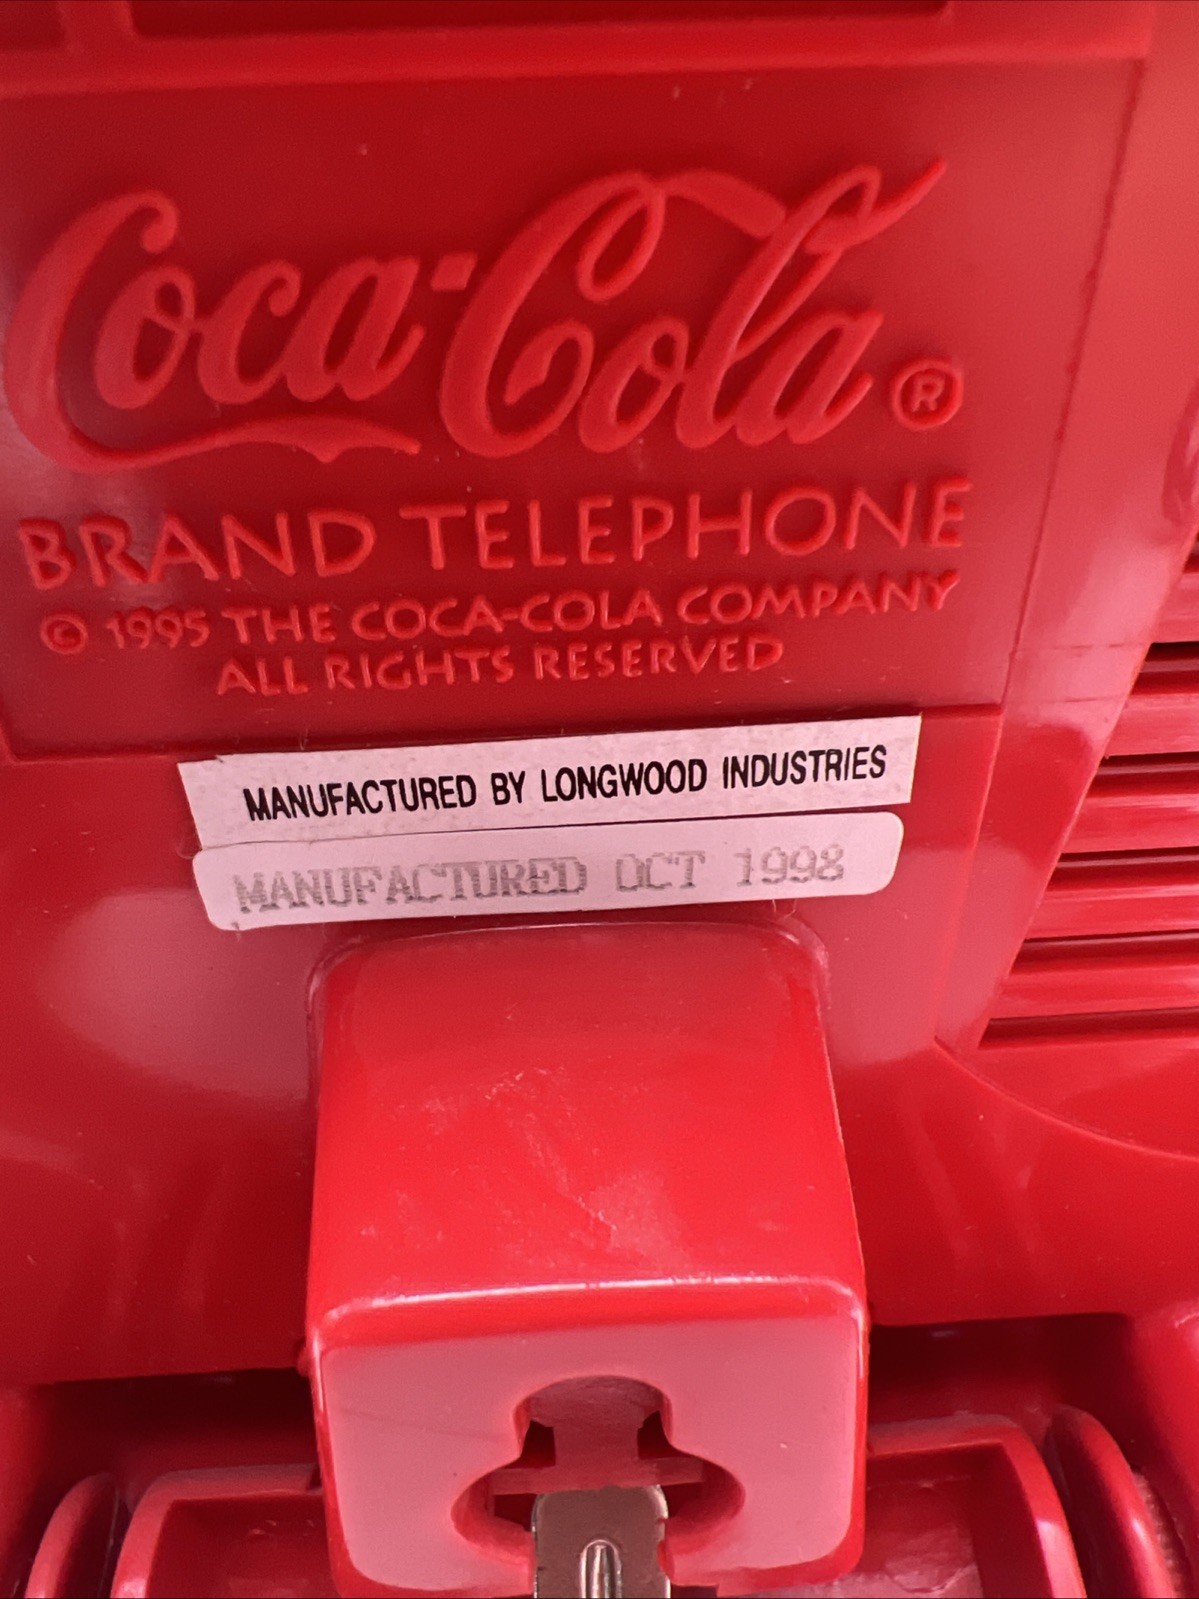 Coca-Cola ®
BRAND TELEPHONE
© 1995 THE COCA-COLA COMPANY
ALL RIGHTS RESERVED
MANUFACTURED BY LONGWOOD INDUSTRIES
MANUFACTURED OCT 1998